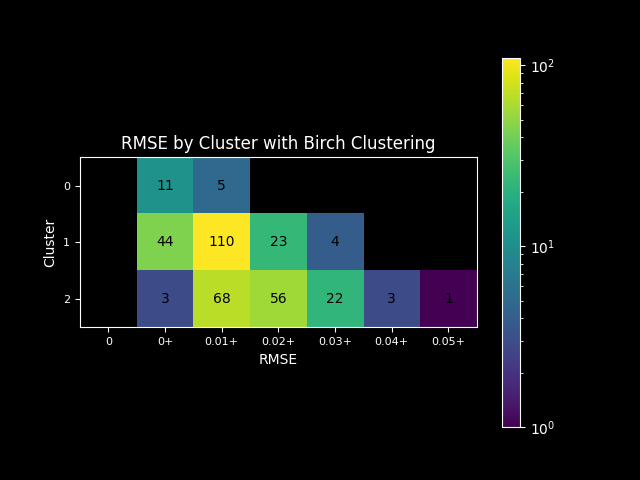 RMSE by Cluster with Birch Clustering
Cluster
0 11 5
1 44 110 23 4
2 3 68 56 22 3 1
0 0+ 0.01+ 0.02+ 0.03+ 0.04+ 0.05+
RMSE
10²
10¹
10⁰